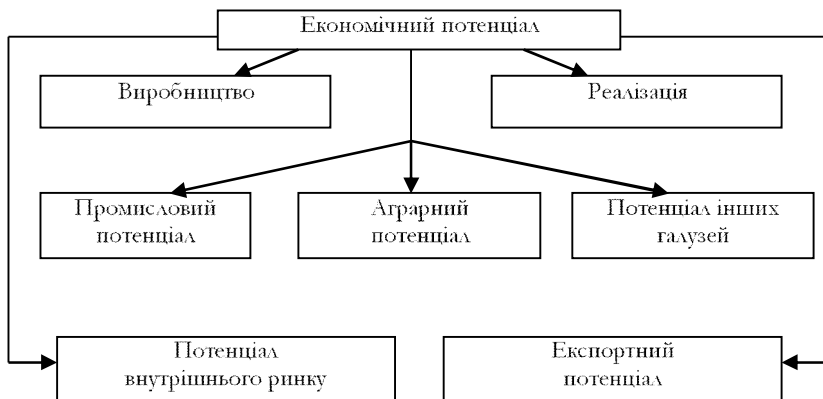 Економічний потенціал
Виробництво
Реалізація
Промисловий
потенціал
Аграрний
потенціал
Потенціал інших
галузей
Потенціал
внутрішнього ринку
Експортний
потенціал